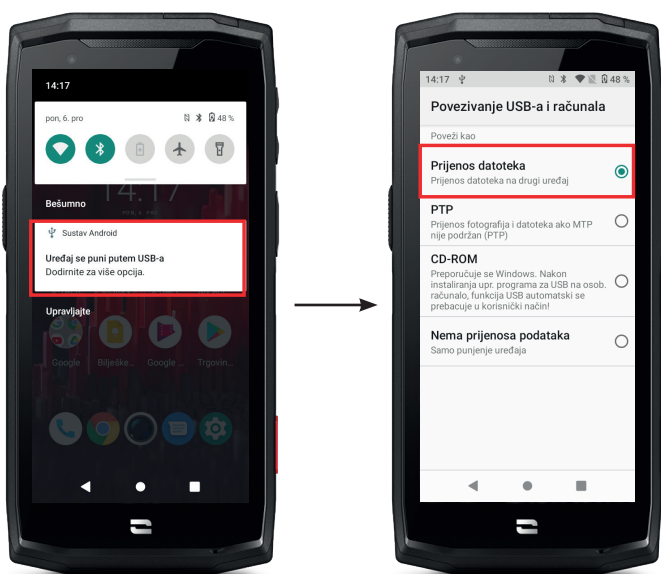 14:17
pon, 6. pro
48 %
14:17
PON, 6. PRO
Bešumno
Sustav Android
Uređaj se puni putem USB-a
Dodirnite za više opcija.
Upravljajte
Google
Bilješke...
Google ...
Trgovin...
14:17
48 %
Povezivanje USB-a i računala
Poveži kao
Prijenos datoteka
Prijenos datoteka na drugi uređaj
PTP
Prijenos fotografija i datoteka ako MTP
nije podržan (PTP)
CD-ROM
Preporučuje se Windows. Nakon
instaliranja upr. programa za USB na osob.
računalo, funkcija USB automatski se
prebacuje u korisnički način!
Nema prijenosa podataka
Samo punjenje uređaja